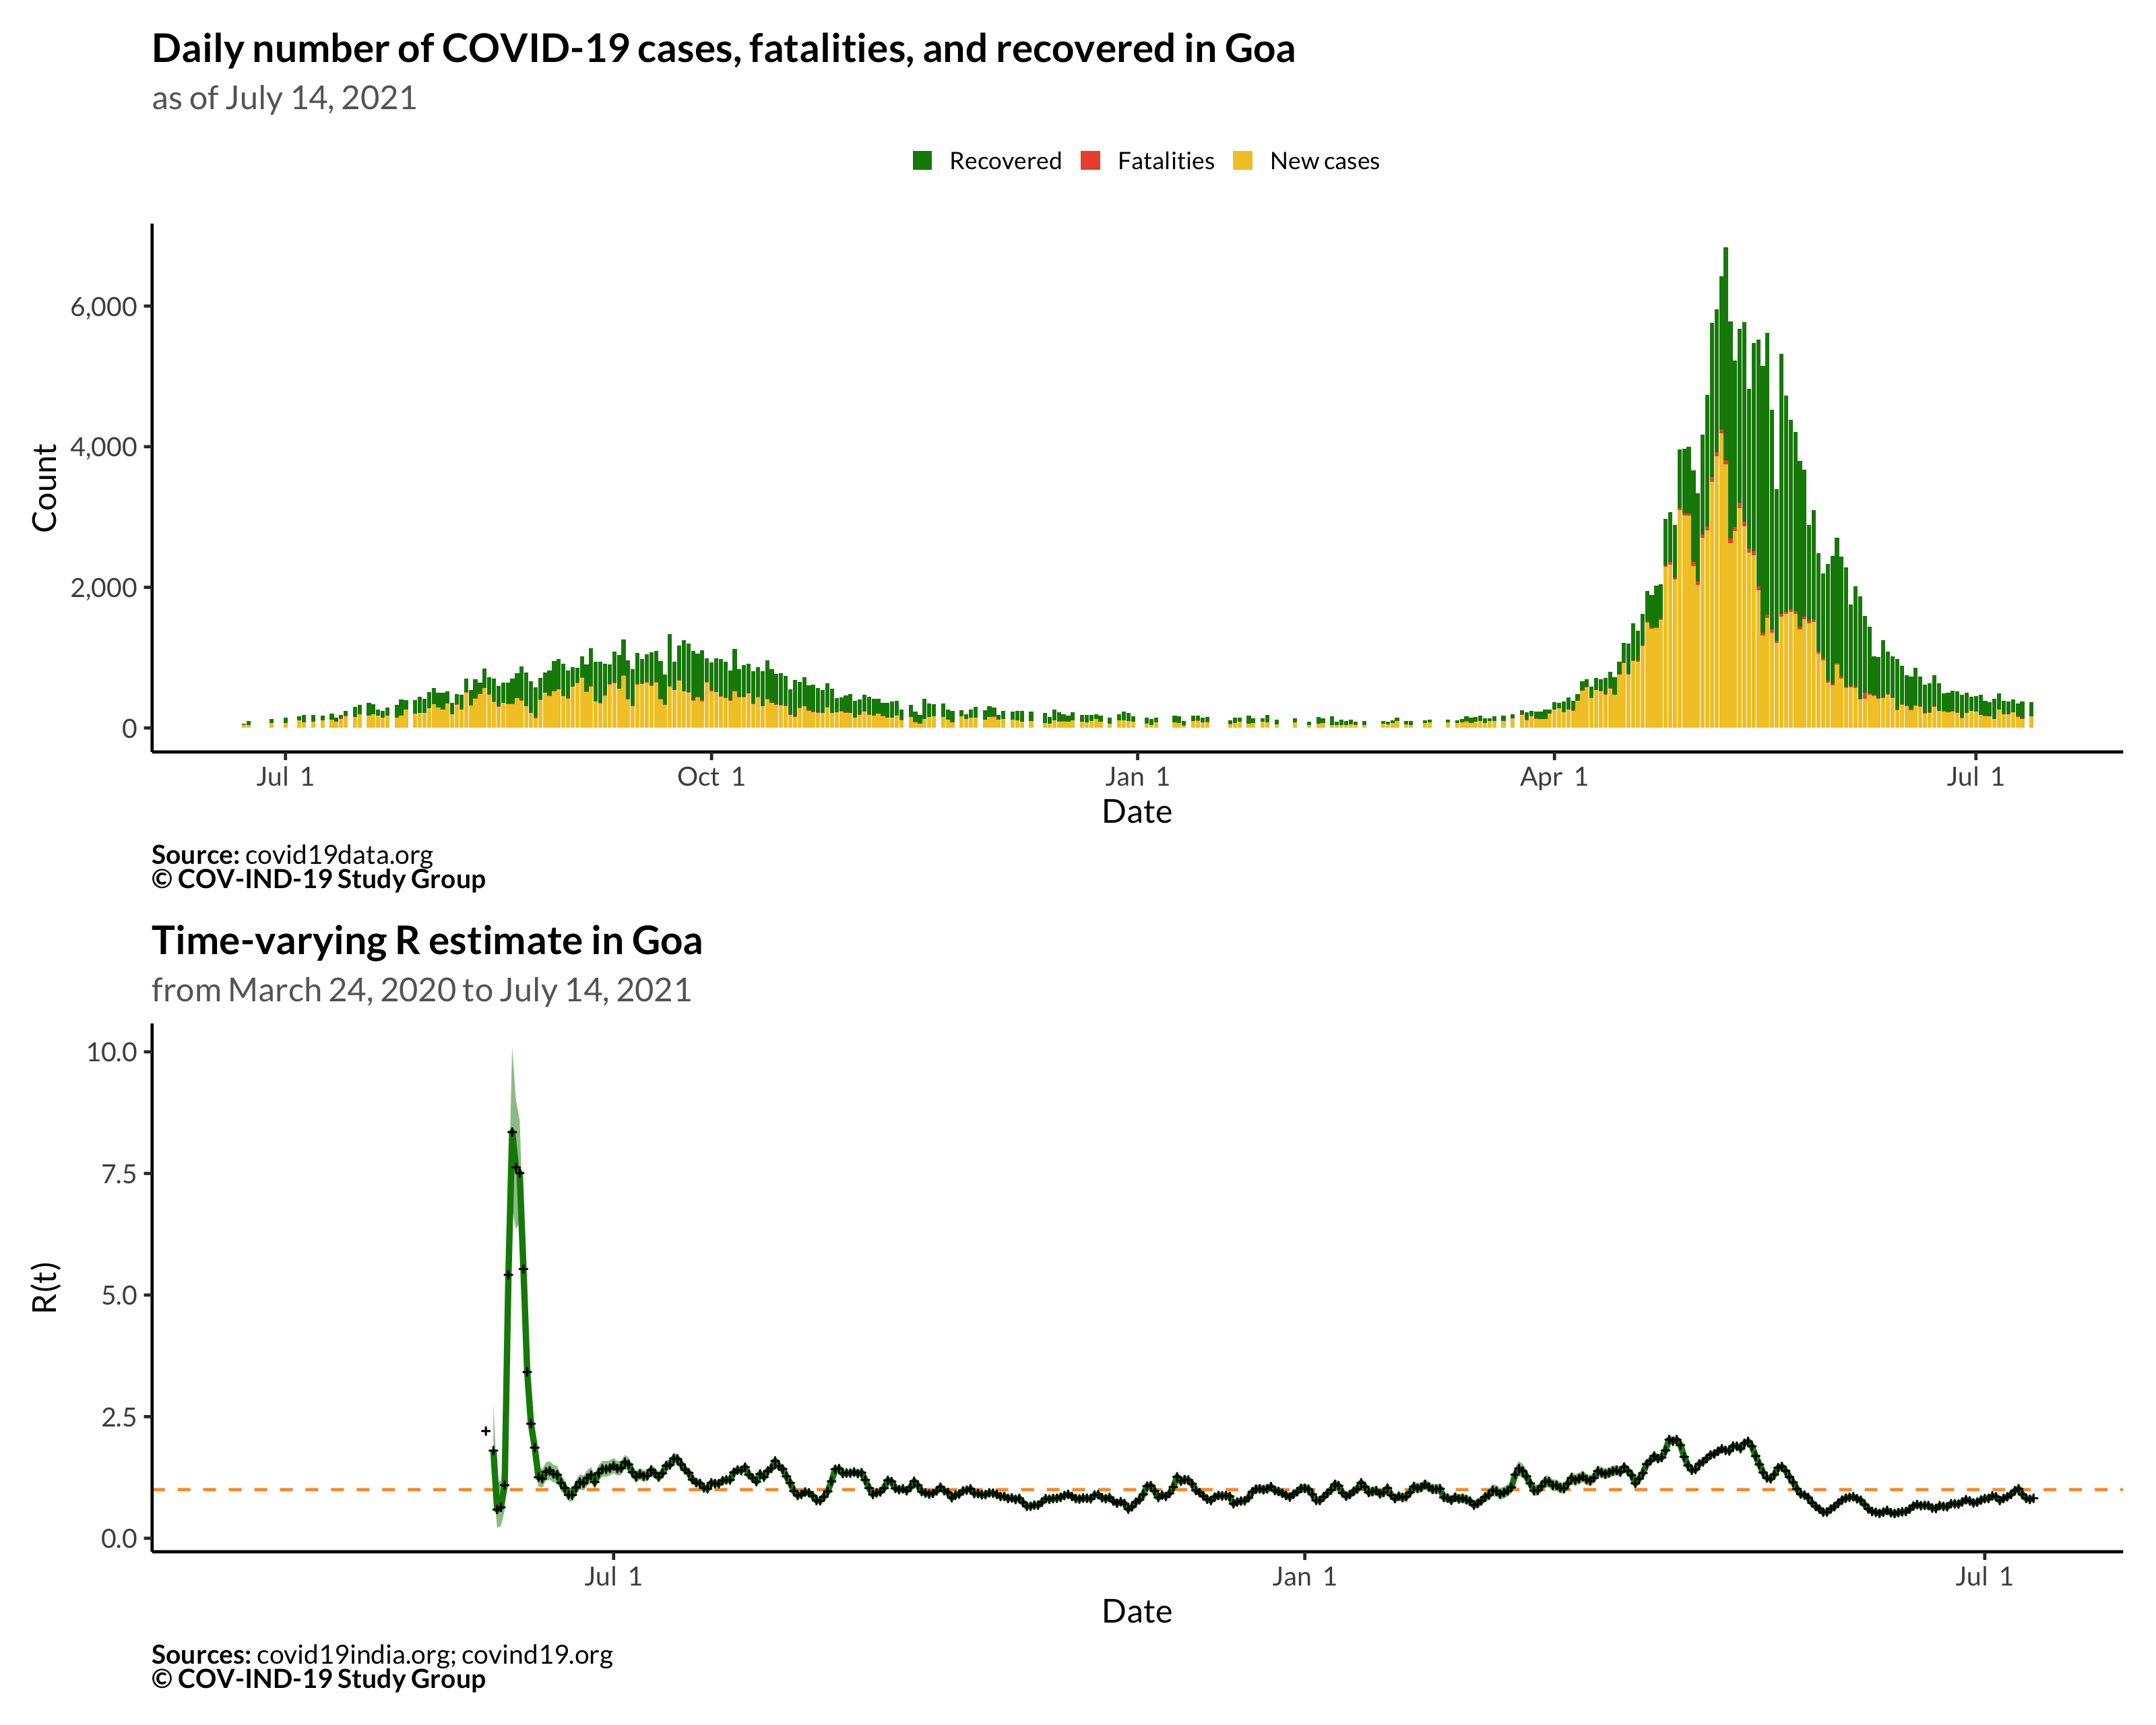 Daily number of COVID-19 cases, fatalities, and recovered in Goa
as of July 14, 2021
Recovered Fatalities New cases
6,000
4,000
2,000
0
Count
Jul 1 Oct 1 Jan 1 Apr 1 Jul 1
Date
Source: covid19data.org
© COV-IND-19 Study Group
Time-varying R estimate in Goa
from March 24, 2020 to July 14, 2021
10.0
7.5
5.0
2.5
0.0
R(t)
Jul 1 Jan 1 Jul 1
Date
Sources: covid19india.org; covind19.org
© COV-IND-19 Study Group